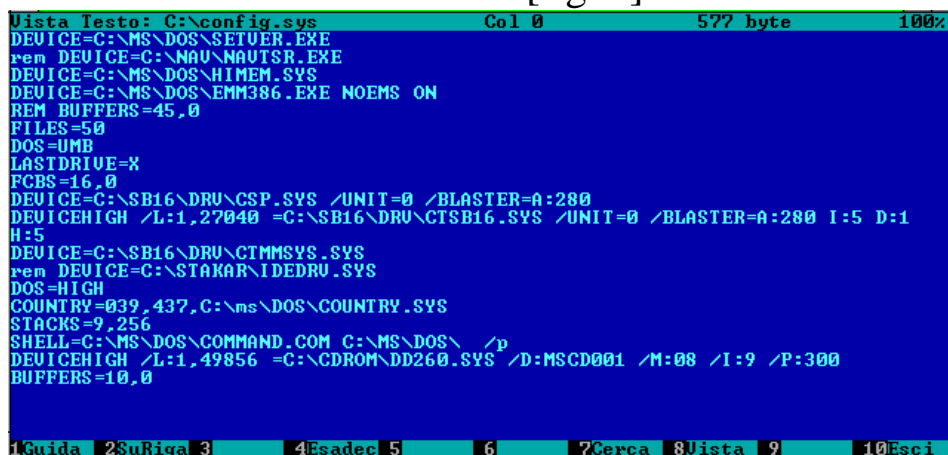 Vista Testo: C:\config.sys Col 0 577 byte 100%
DEVICE=C:\MS\DOS\SETVER.EXE
rem DEVICE=C:\NAV\NAVTSR.EXE
DEVICE=C:\MS\DOS\HIMEM.SYS
DEVICE=C:\MS\DOS\EMM386.EXE NOEMS ON
REM BUFFERS=45,0
FILES=50
DOS=UMB
LASTDRIVE=X
FCBS=16,0
DEVICE=C:\SB16\DRV\CSP.SYS /UNIT=0 /BLASTER=A:280
DEVICEHIGH /L:1,27040 =C:\SB16\DRV\CTSB16.SYS /UNIT=0 /BLASTER=A:280 I:5 D:1
H:5
DEVICE=C:\SB16\DRV\CTMMSYS.SYS
rem DEVICE=C:\STAKAR\IDEDRV.SYS
DOS=HIGH
COUNTRY=039,437,C:\ms\DOS\COUNTRY.SYS
STACKS=9,256
SHELL=C:\MS\DOS\COMMAND.COM C:\MS\DOS\ /p
DEVICEHIGH /L:1,49856 =C:\CDROM\DD260.SYS /D:MSCD001 /M:08 /I:9 /P:300
BUFFERS=10,0
1Guida 2SuRiga 3 4Esadec 5 6 7Cerca 8Vista 9 10Esci